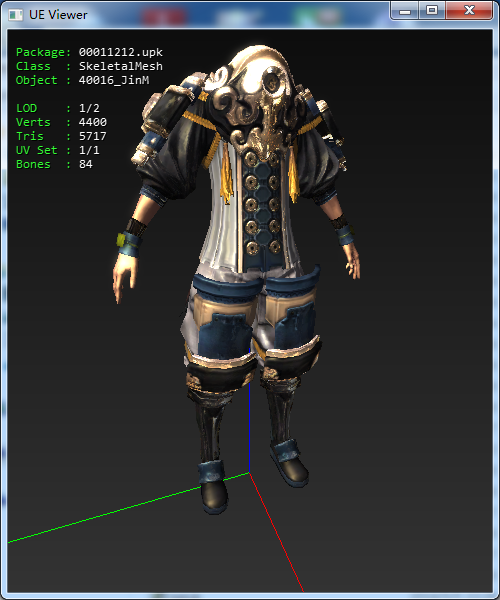 UE Viewer
Package: 00011212.upk
Class : SkeletalMesh
Object : 40016_JinM
LOD : 1/2
Verts : 4400
Tris : 5717
UV Set : 1/1
Bones : 84